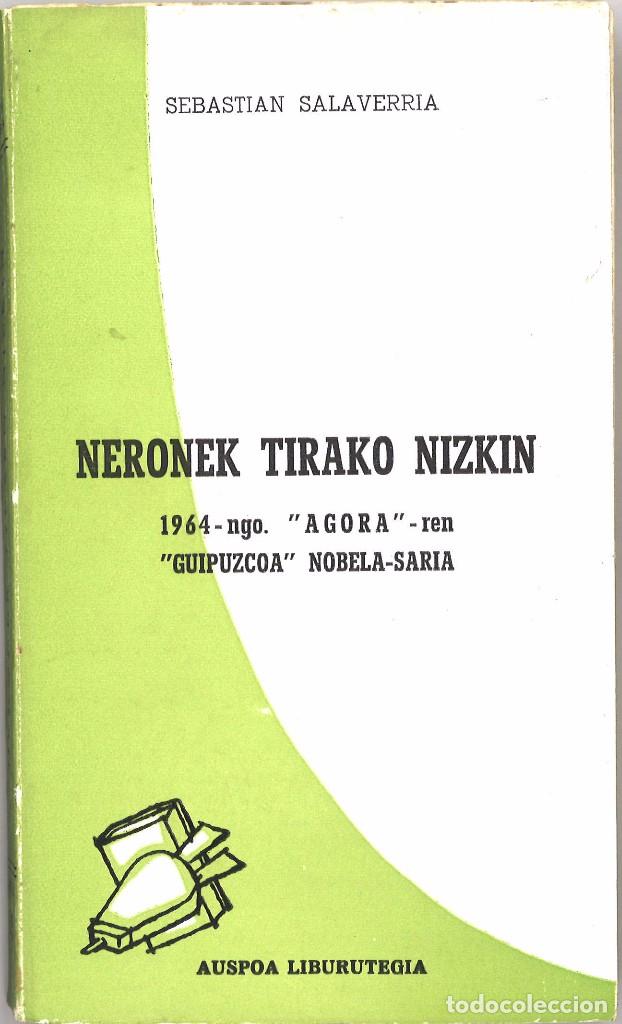 SEBASTIAN SALAVERRIA
NERONEK TIRAKO NIZKIN
1964-ngo. "AGORA"-ren
"GUIPUZCOA" NOBELA-SARIA
AUSPOA LIBURUTEGIA
todocoleccion